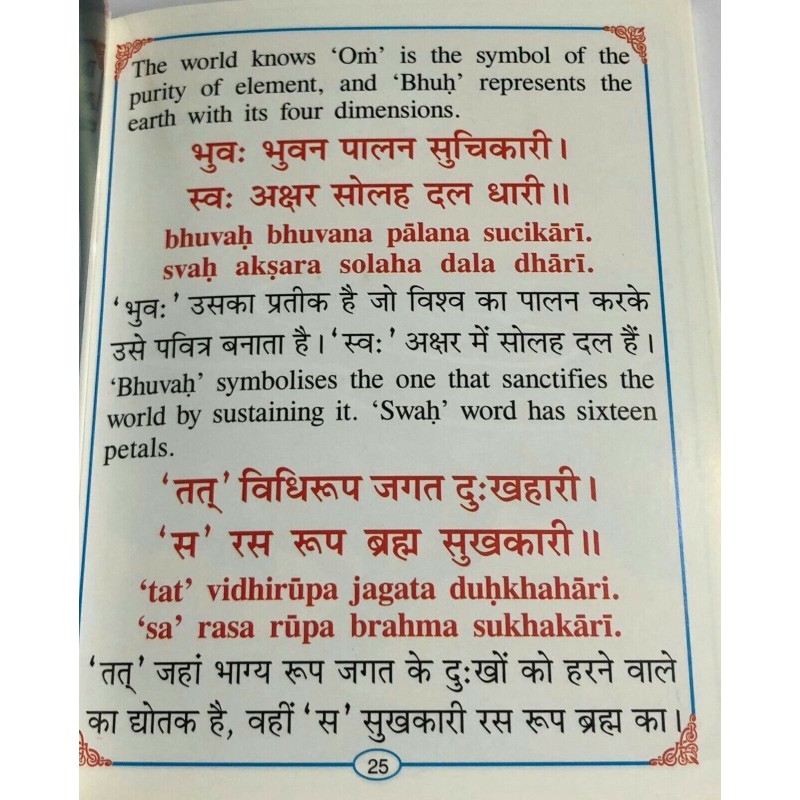 The world knows ‘Oṁ’ is the symbol of the
purity of element, and ‘Bhuḥ’ represents the
earth with its four dimensions.
भुवः भुवन पालन सुचिकारी।
स्वः अक्षर सोलह दल धारी॥
bhuvaḥ bhuvana pālana sucikārī.
svaḥ akṣara solaha dala dhārī.
‘भुवः’ उसका प्रतीक है जो विश्व का पालन करके
उसे पवित्र बनाता है। ‘स्वः’ अक्षर में सोलह दल हैं।
‘Bhuvaḥ’ symbolises the one that sanctifies the
world by sustaining it. ‘Swaḥ’ word has sixteen
petals.
‘तत्’ विधिरूप जगत दुःखहारी।
‘स’ रस रूप ब्रह्म सुखकारी॥
‘tat’ vidhirūpa jagata duḥkhahāri.
‘sa’ rasa rūpa brahma sukhakārī.
‘तत्’ जहां भाग्य रूप जगत के दुःखों को हरने वाले
का द्योतक है, वहीं ‘स’ सुखकारी रस रूप ब्रह्म का।
25